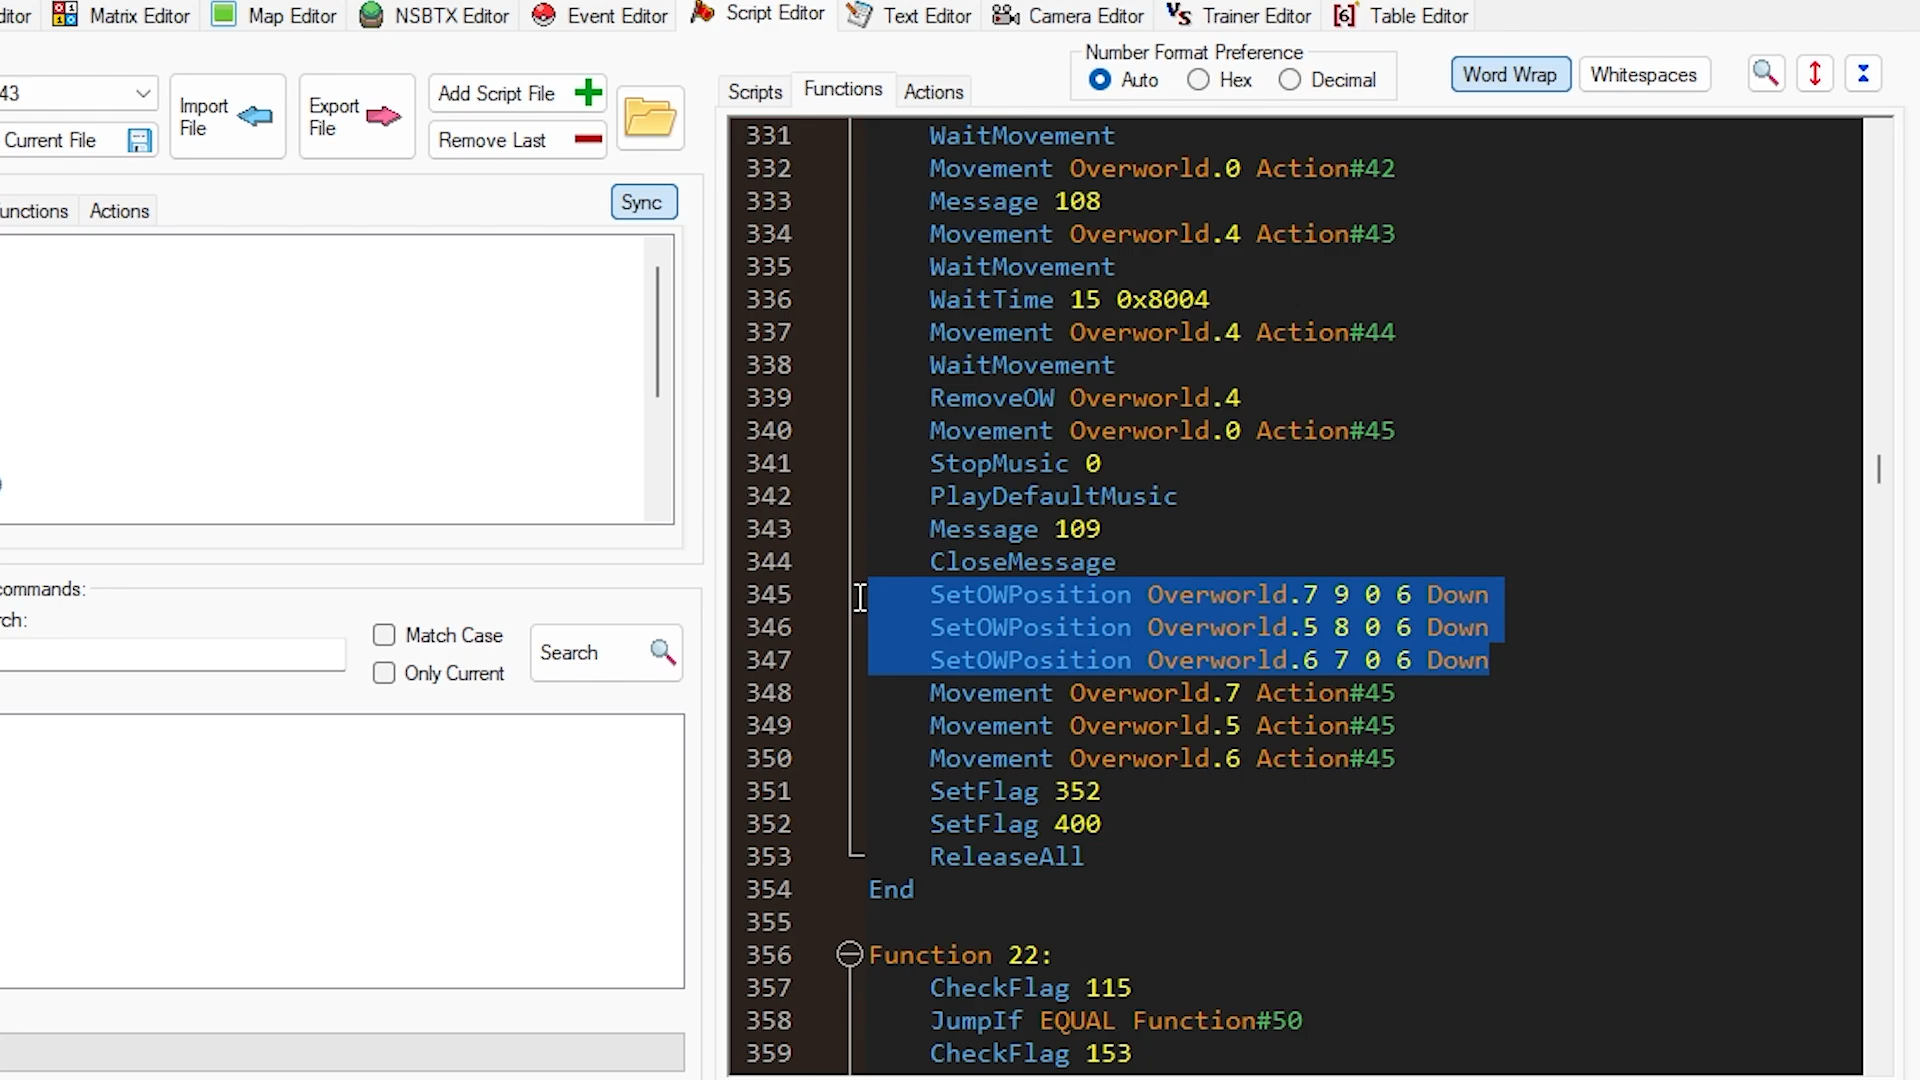 ditor Matrix Editor Map Editor NSBTX Editor Event Editor Script Editor Text Editor Camera Editor Trainer Editor Table Editor
43
Import
File
Export
File
Add Script File
Current File
Remove Last
Scripts Functions Actions
Number Format Preference
Auto Hex Decimal
Word Wrap Whitespaces
unctions Actions
Sync
ommands:
rch:
Match Case
Only Current
Search
331 WaitMovement
332 Movement Overworld.0 Action#42
333 Message 108
334 Movement Overworld.4 Action#43
335 WaitMovement
336 WaitTime 15 0x8004
337 Movement Overworld.4 Action#44
338 WaitMovement
339 RemoveOW Overworld.4
340 Movement Overworld.0 Action#45
341 StopMusic 0
342 PlayDefaultMusic
343 Message 109
344 CloseMessage
345 SetOWPosition Overworld.7 9 0 6 Down
346 SetOWPosition Overworld.5 8 0 6 Down
347 SetOWPosition Overworld.6 7 0 6 Down
348 Movement Overworld.7 Action#45
349 Movement Overworld.5 Action#45
350 Movement Overworld.6 Action#45
351 SetFlag 352
352 SetFlag 400
353 ReleaseAll
354 End
355
356 Function 22:
357 CheckFlag 115
358 JumpIf EQUAL Function#50
359 CheckFlag 153